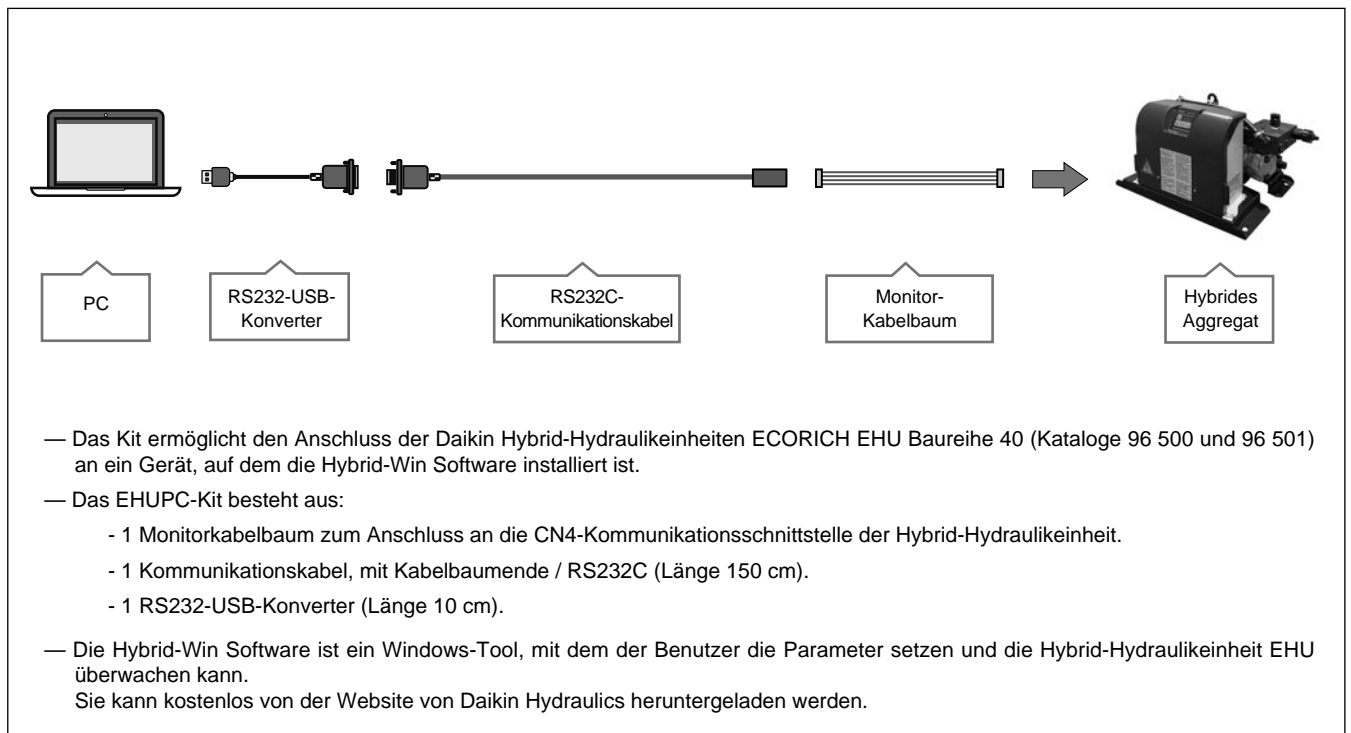 PC
RS232-USB-
Konverter
RS232C-
Kommunikationskabel
Monitor-
Kabelbaum
Hybrides
Aggregat
— Das Kit ermöglicht den Anschluss der Daikin Hybrid-Hydraulikeinheiten ECORICH EHU Baureihe 40 (Kataloge 96 500 und 96 501)
an ein Gerät, auf dem die Hybrid-Win Software installiert ist.
— Das EHUPC-Kit besteht aus:
- 1 Monitorkabelbaum zum Anschluss an die CN4-Kommunikationsschnittstelle der Hybrid-Hydraulikeinheit.
- 1 Kommunikationskabel, mit Kabelbaumende / RS232C (Länge 150 cm).
- 1 RS232-USB-Konverter (Länge 10 cm).
— Die Hybrid-Win Software ist ein Windows-Tool, mit dem der Benutzer die Parameter setzen und die Hybrid-Hydraulikeinheit EHU
überwachen kann.
Sie kann kostenlos von der Website von Daikin Hydraulics heruntergeladen werden.